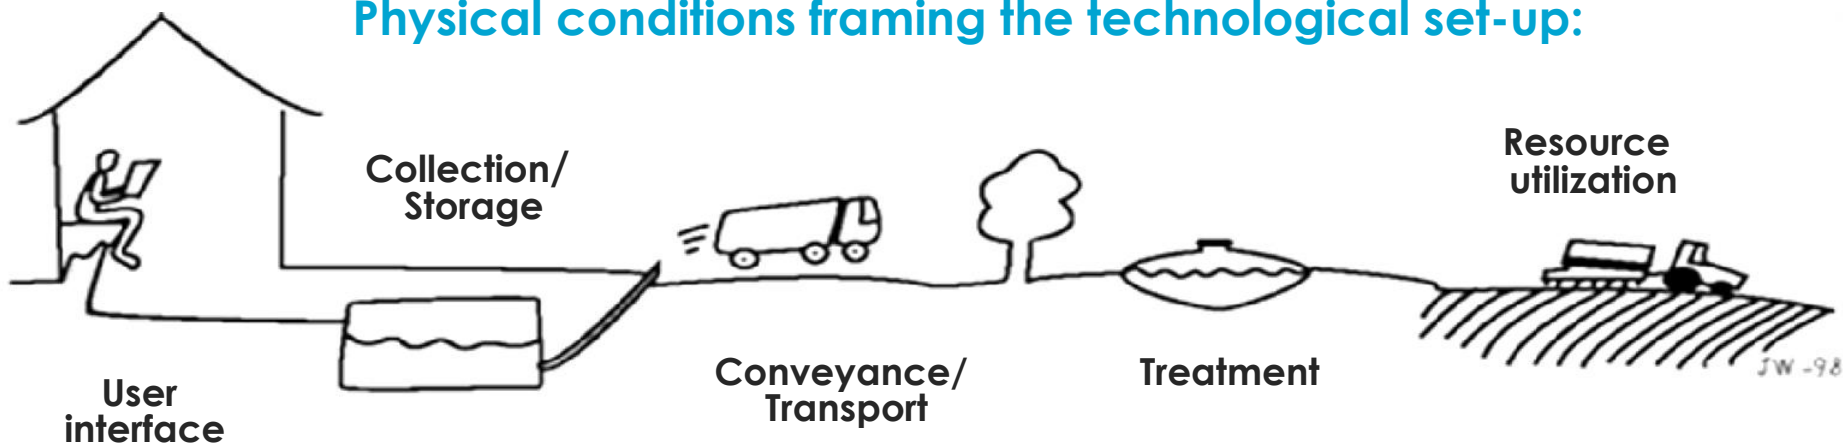 Physical conditions framing the technological set-up:
Collection/
Storage
Resource
utilization
User
interface
Conveyance/
Transport
Treatment
JW -98